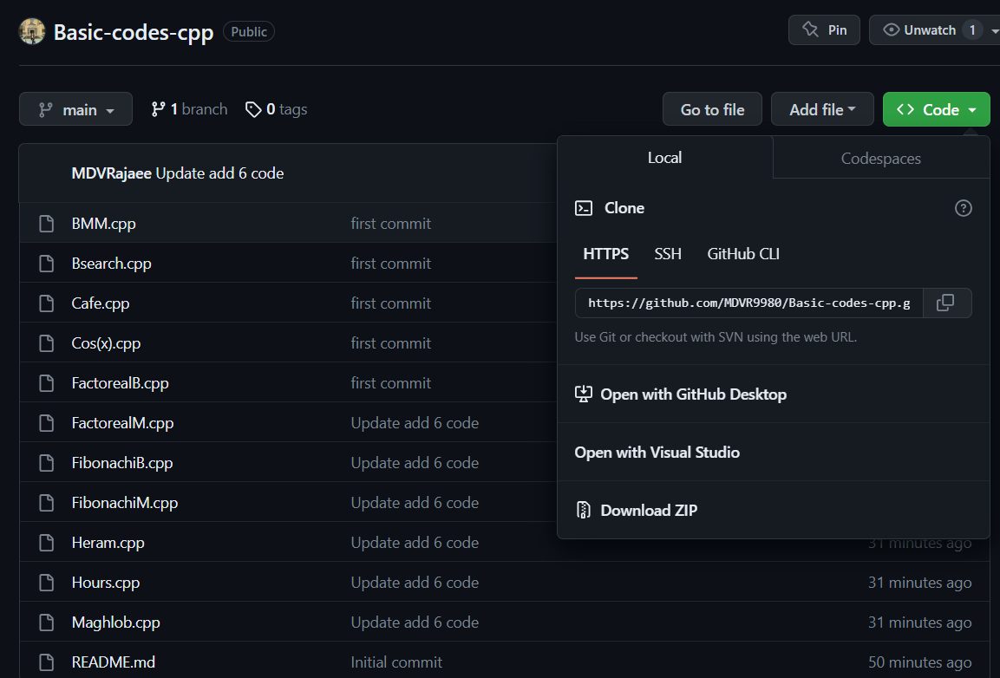 Basic-codes-cpp Public Pin Unwatch 1
main 1 branch 0 tags Go to file Add file <> Code
Local Codespaces
MDVRajaee Update add 6 code
Clone
BMM.cpp first commit
HTTPS SSH GitHub CLI
Bsearch.cpp first commit
Cafe.cpp first commit
https://github.com/MDVR9980/Basic-codes-cpp.g
Use Git or checkout with SVN using the web URL.
Cos(x).cpp first commit
FactorealB.cpp first commit
Open with GitHub Desktop
FactorealM.cpp Update add 6 code
Open with Visual Studio
FibonachiB.cpp Update add 6 code
FibonachiM.cpp Update add 6 code
Download ZIP
Heram.cpp Update add 6 code 31 minutes ago
Hours.cpp Update add 6 code 31 minutes ago
Maghlob.cpp Update add 6 code 31 minutes ago
README.md Initial commit 50 minutes ago